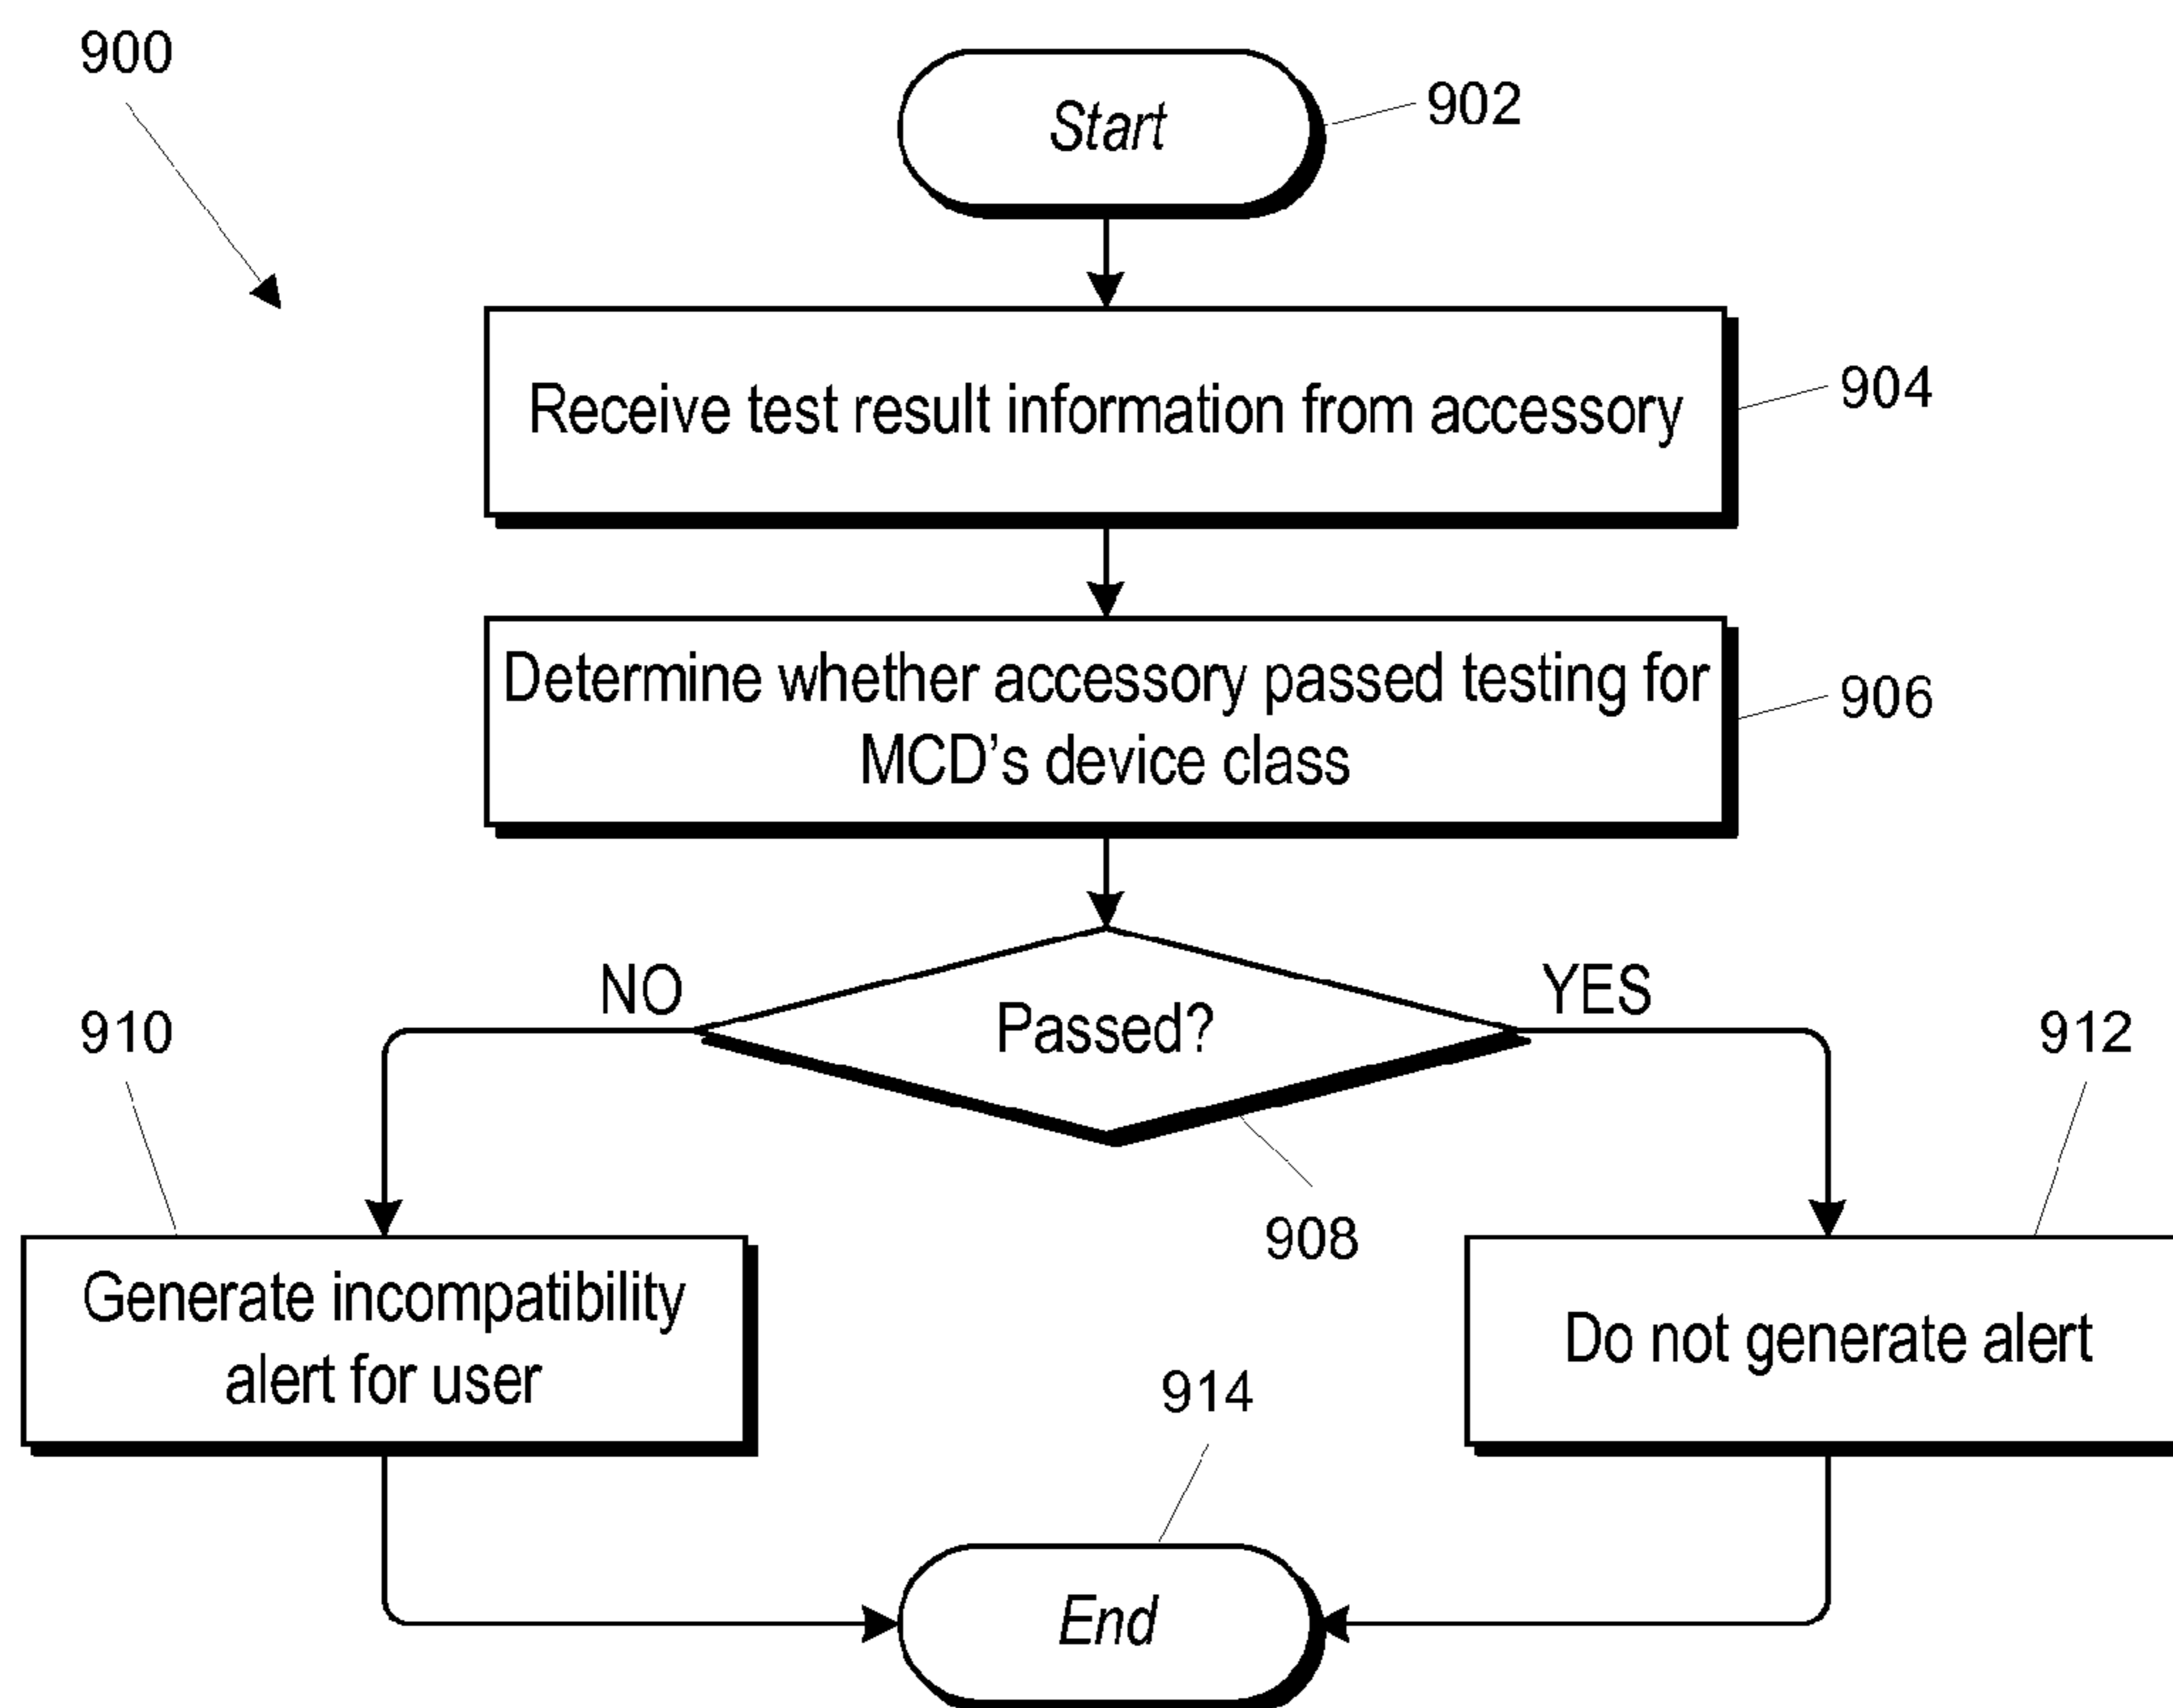 900
Start
902
Receive test result information from accessory
904
Determine whether accessory passed testing for
MCD's device class
906
NO
Passed?
YES
910
912
908
Generate incompatibility
alert for user
Do not generate alert
914
End